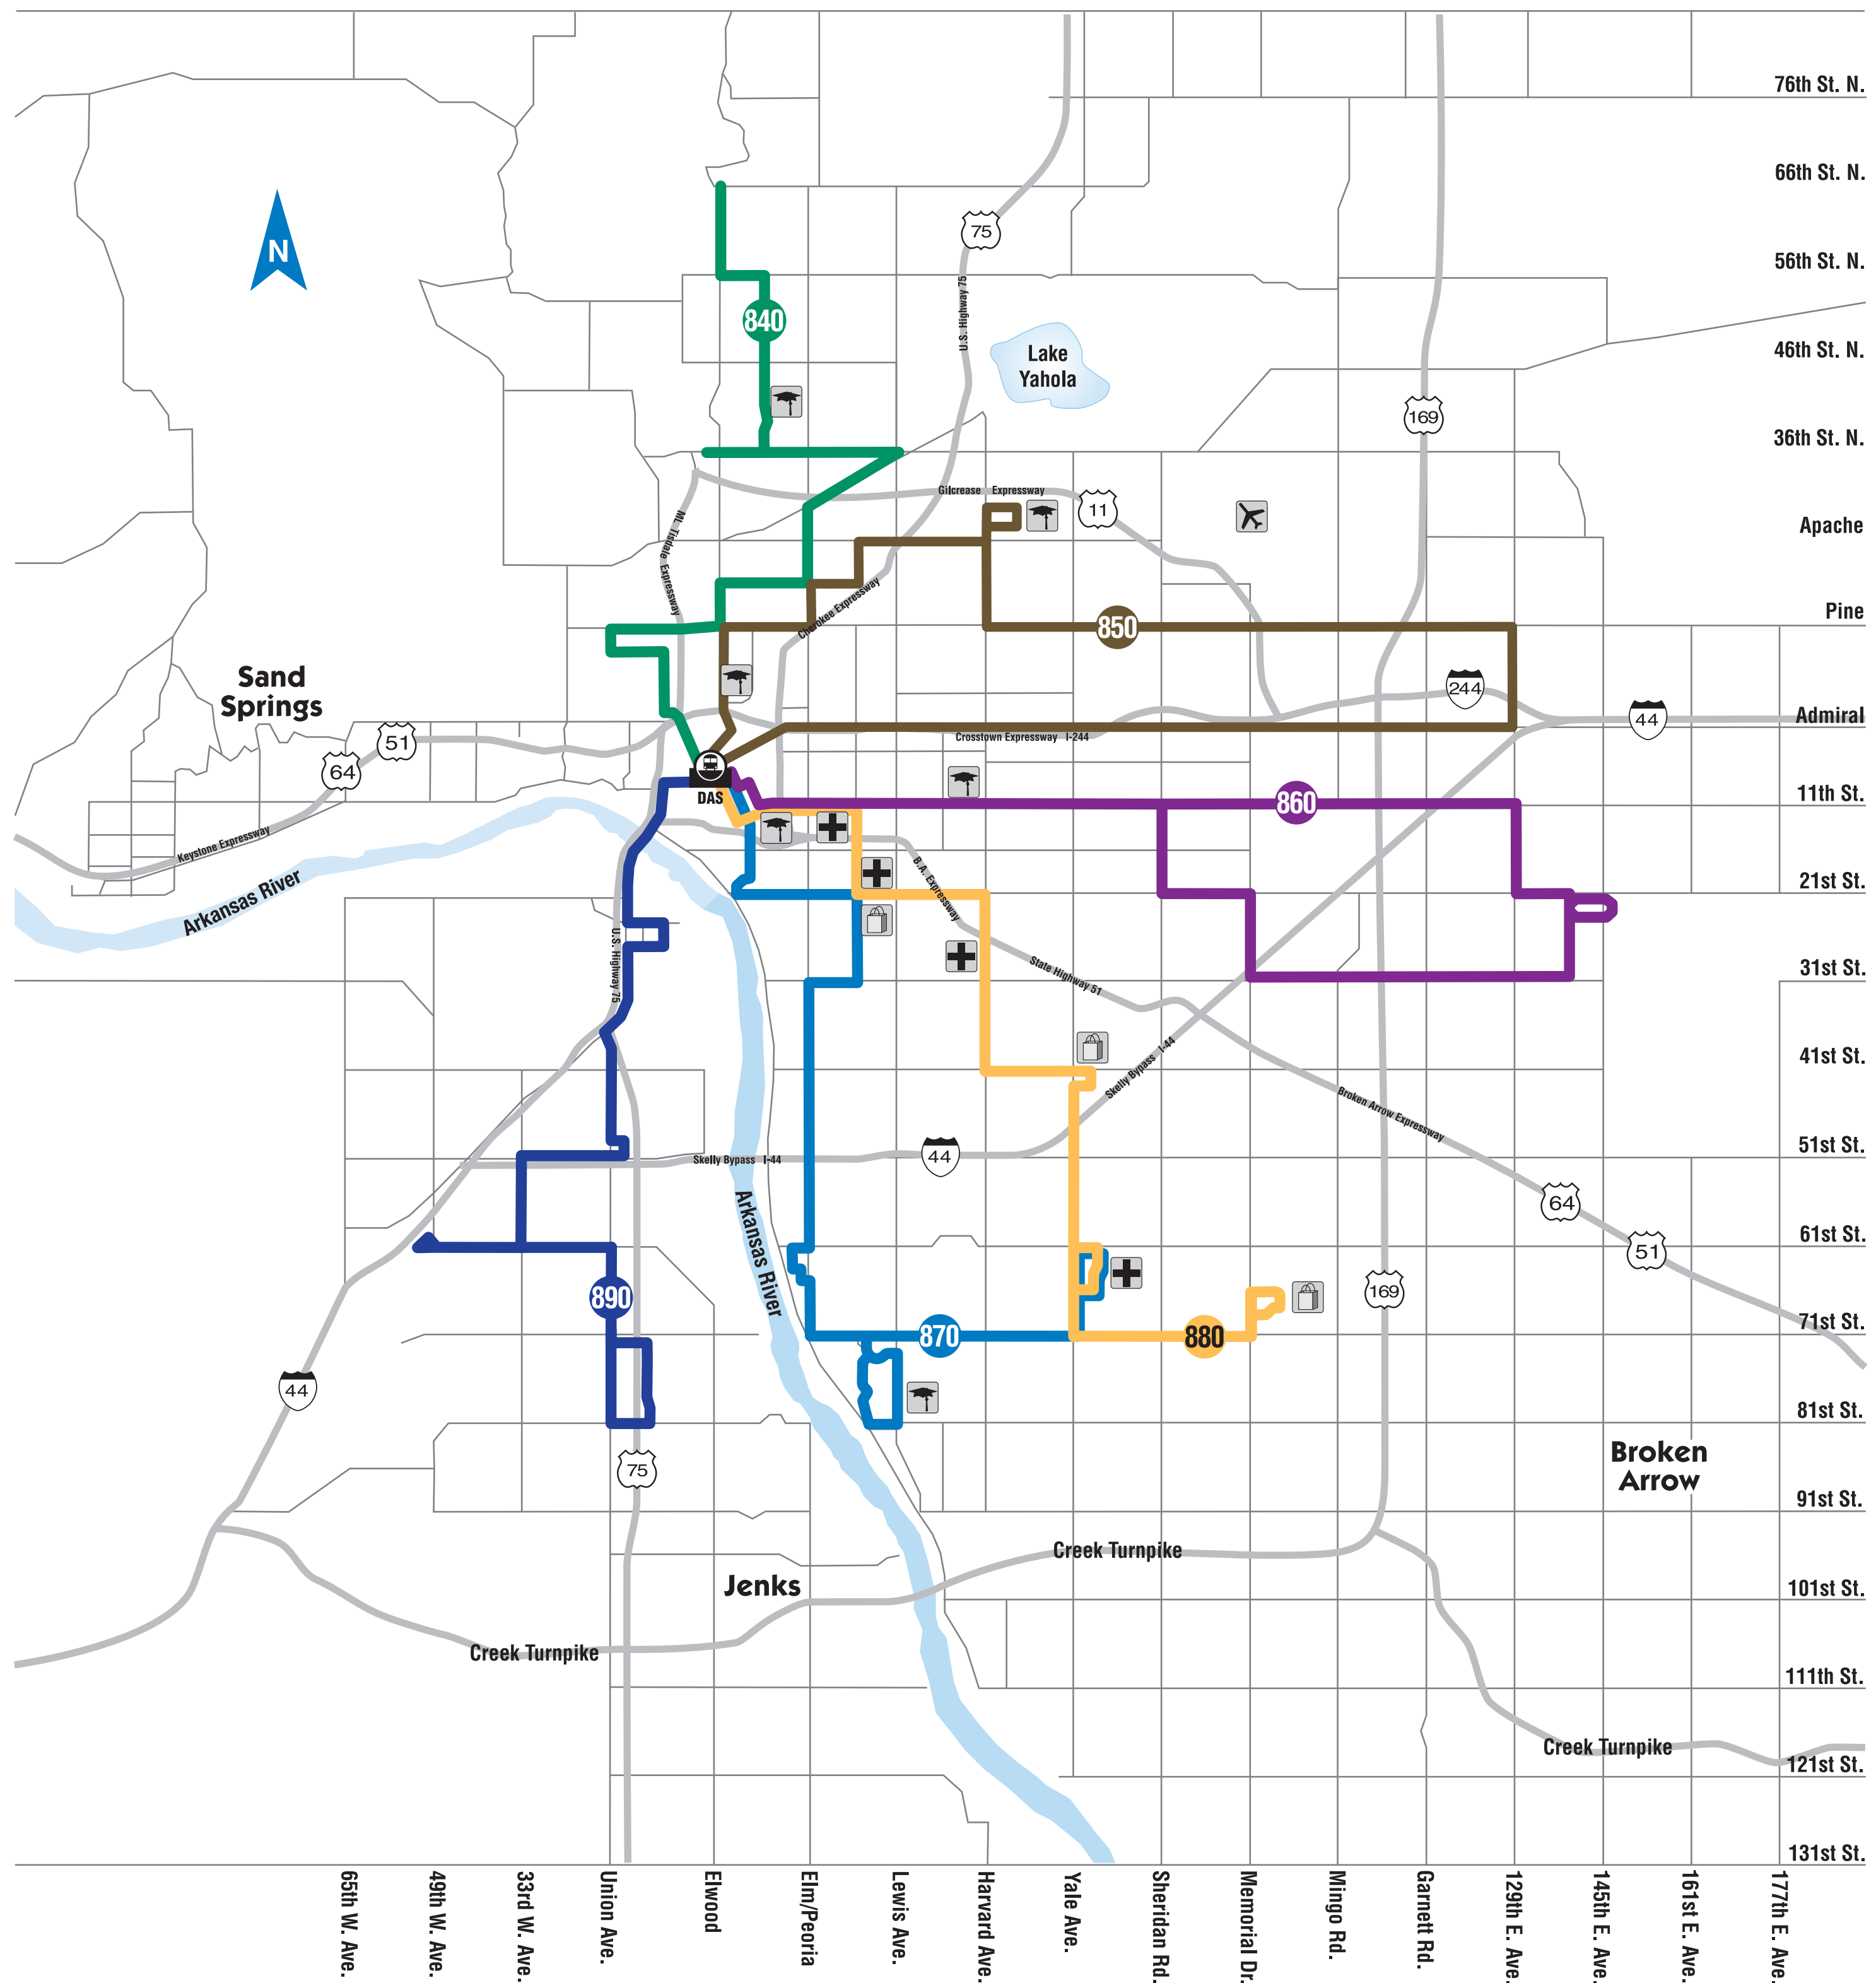 76th St. N.
66th St. N.
N
75
56th St. N.
U.S. Highway 75
840
Lake
Yahola
46th St. N.
169
36th St. N.
Gilcrease Expressway
11
ML Tisdale Expressway
Apache
Cherokee Expressway
Pine
850
Sand
Springs
244
44
Admiral
51
64
Crosstown Expressway I-244
DAS
860
11th St.
Keystone Expressway
B.A. Expressway
Arkansas River
21st St.
U.S. Highway 75
State Highway 51
31st St.
Skelly Bypass I-44
41st St.
Broken Arrow Expressway
Skelly Bypass I-44
44
51st St.
64
Arkansas River
61st St.
51
890
169
870
880
71st St.
44
81st St.
75
Broken
Arrow
91st St.
Creek Turnpike
Jenks
101st St.
Creek Turnpike
111th St.
Creek Turnpike
121st St.
131st St.
65th W. Ave.
49th W. Ave.
33rd W. Ave.
Union Ave.
Elwood
Elm/Peoria
Lewis Ave.
Harvard Ave.
Yale Ave.
Sheridan Rd.
Memorial Dr.
Mingo Rd.
Garnett Rd.
129th E. Ave.
145th E. Ave.
161st E. Ave.
177th E. Ave.